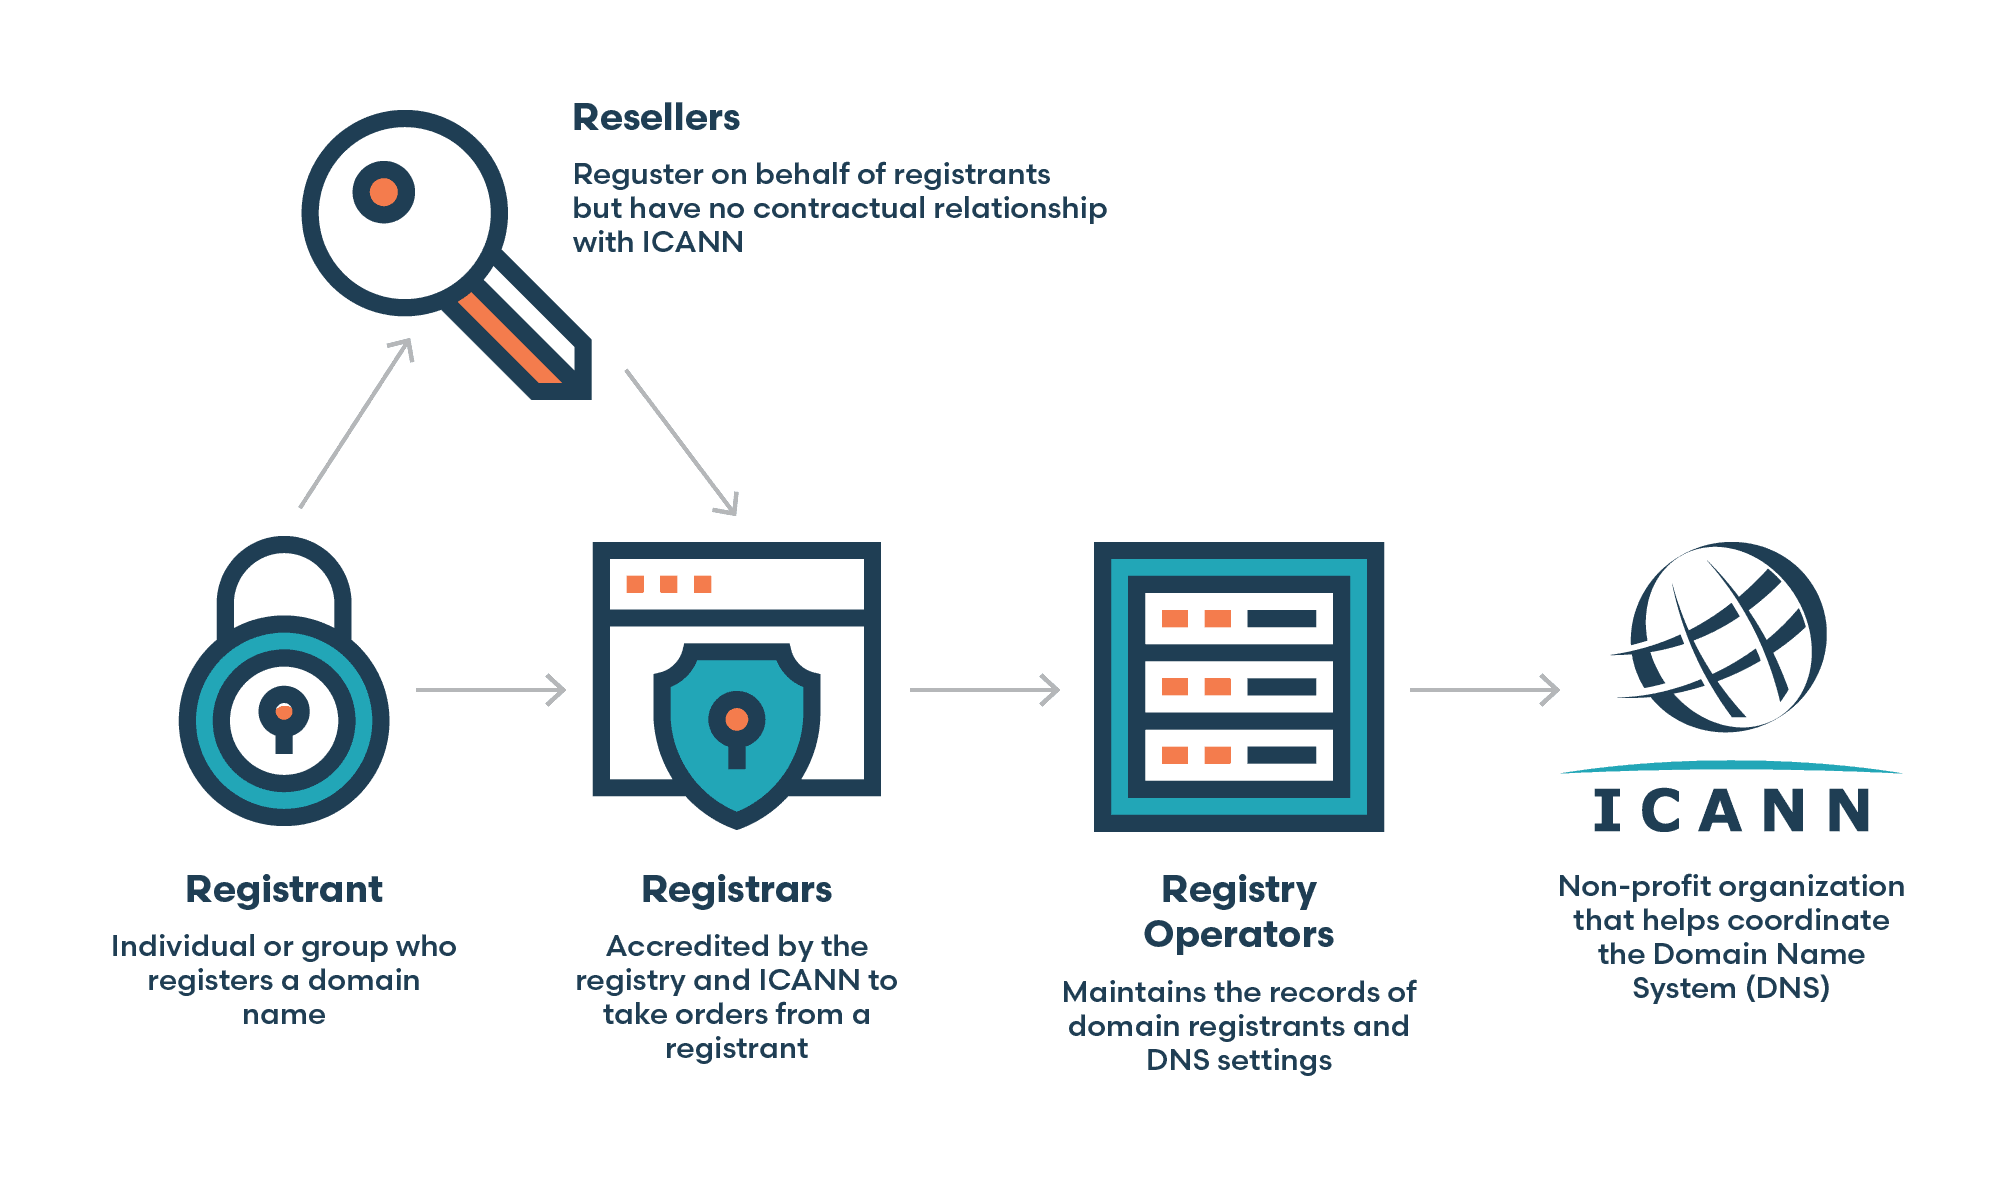 Resellers
Reguster on behalf of registrants
but have no contractual relationship
with ICANN
Registrant
Individual or group who
registers a domain
name
Registrars
Accredited by the
registry and ICANN to
take orders from a
registrant
Registry
Operators
Maintains the records of
domain registrants and
DNS settings
ICANN
Non-profit organization
that helps coordinate
the Domain Name
System (DNS)